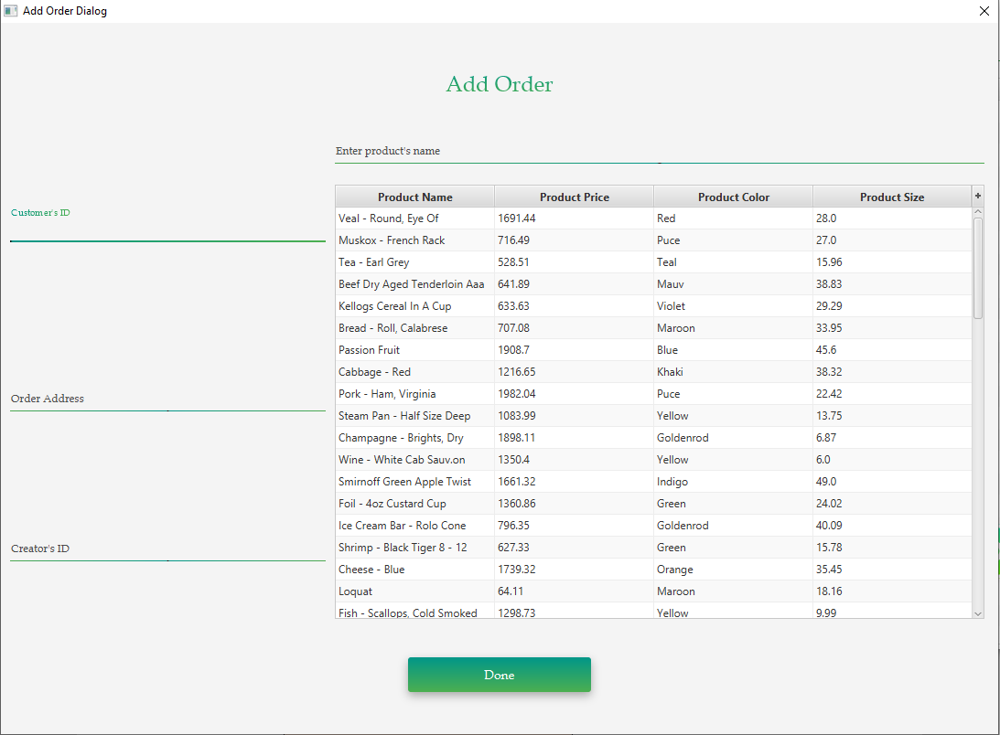 Add Order Dialog
Add Order
Enter product's name
Customer's ID
Order Address
Creator's ID
Product Name Product Price Product Color Product Size +
Veal - Round, Eye Of 1691.44 Red 28.0
Muskox - French Rack 716.49 Puce 27.0
Tea - Earl Grey 528.51 Teal 15.96
Beef Dry Aged Tenderloin Aaa 641.89 Mauv 38.83
Kellogs Cereal In A Cup 633.63 Violet 29.29
Bread - Roll, Calabrese 707.08 Maroon 33.95
Passion Fruit 1908.7 Blue 45.6
Cabbage - Red 1216.65 Khaki 38.32
Pork - Ham, Virginia 1982.04 Puce 22.42
Steam Pan - Half Size Deep 1083.99 Yellow 13.75
Champagne - Brights, Dry 1898.11 Goldenrod 6.87
Wine - White Cab Sauv.on 1350.4 Yellow 6.0
Smirnoff Green Apple Twist 1661.32 Indigo 49.0
Foil - 4oz Custard Cup 1360.86 Green 24.02
Ice Cream Bar - Rolo Cone 796.35 Goldenrod 40.09
Shrimp - Black Tiger 8 - 12 627.33 Green 15.78
Cheese - Blue 1739.32 Orange 35.45
Loquat 64.11 Maroon 18.16
Fish - Scallops, Cold Smoked 1298.73 Yellow 9.99
Done